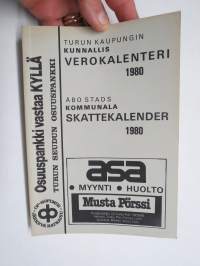 Osuuspankki vastaa KYLLÄ
TURUN SEUDUN OSUUSPANKKI
TURUN KAUPUNGIN
KUNNALLIS
VEROKALENTERI
1980
ÅBO STADS
KOMMUNALA
SKATTEKALENDER
1980
asa
• MYYNTI • HUOLTO
Musta Pörssi